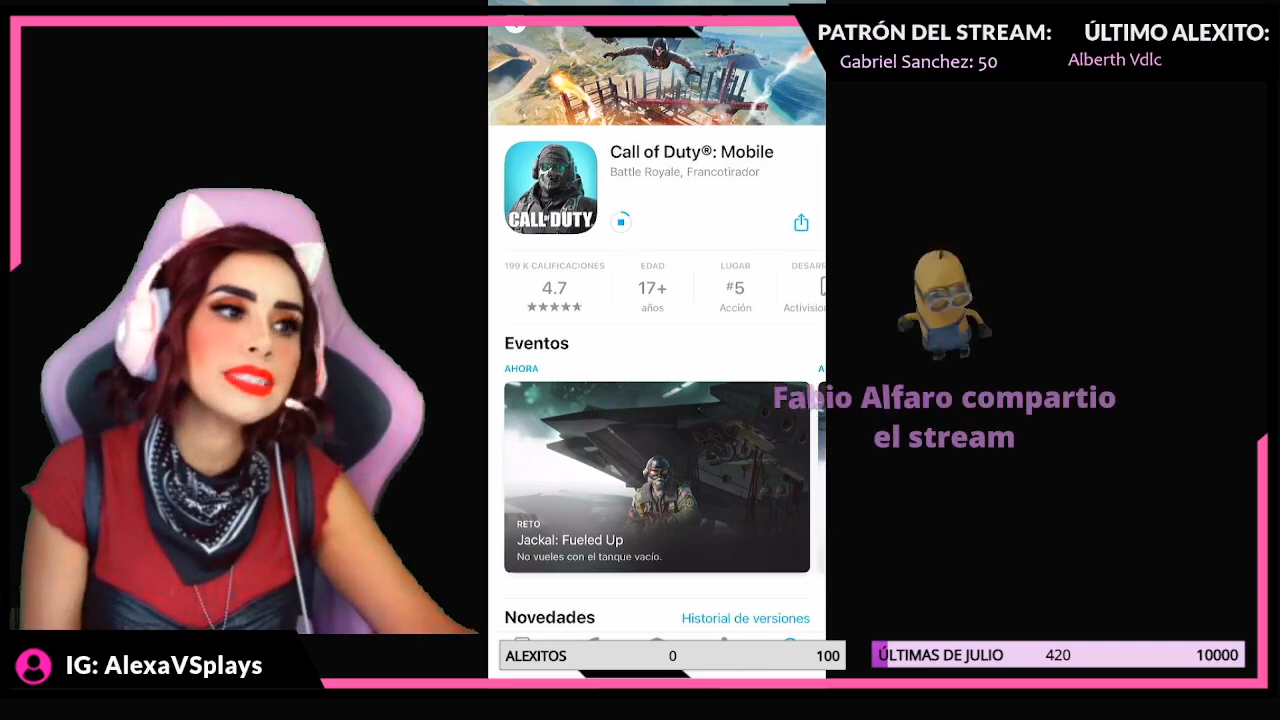 PATRÓN DEL STREAM:
Gabriel Sanchez: 50
ÚLTIMO ALEXITO:
Alberth Vdlc
Call of Duty®: Mobile
Battle Royale, Francotirador
CALL OF DUTY
199 K CALIFICACIONES
4.7
EDAD
17+
años
LUGAR
#5
Acción
DESARR
Activision
Eventos
AHORA
A
RETO
Jackal: Fueled Up
No vueles con el tanque vacío.
Fabio Alfaro compartio
el stream
Novedades
Historial de versiones
ALEXITOS 0 100
ÚLTIMAS DE JULIO 420 10000
IG: AlexaVSplays